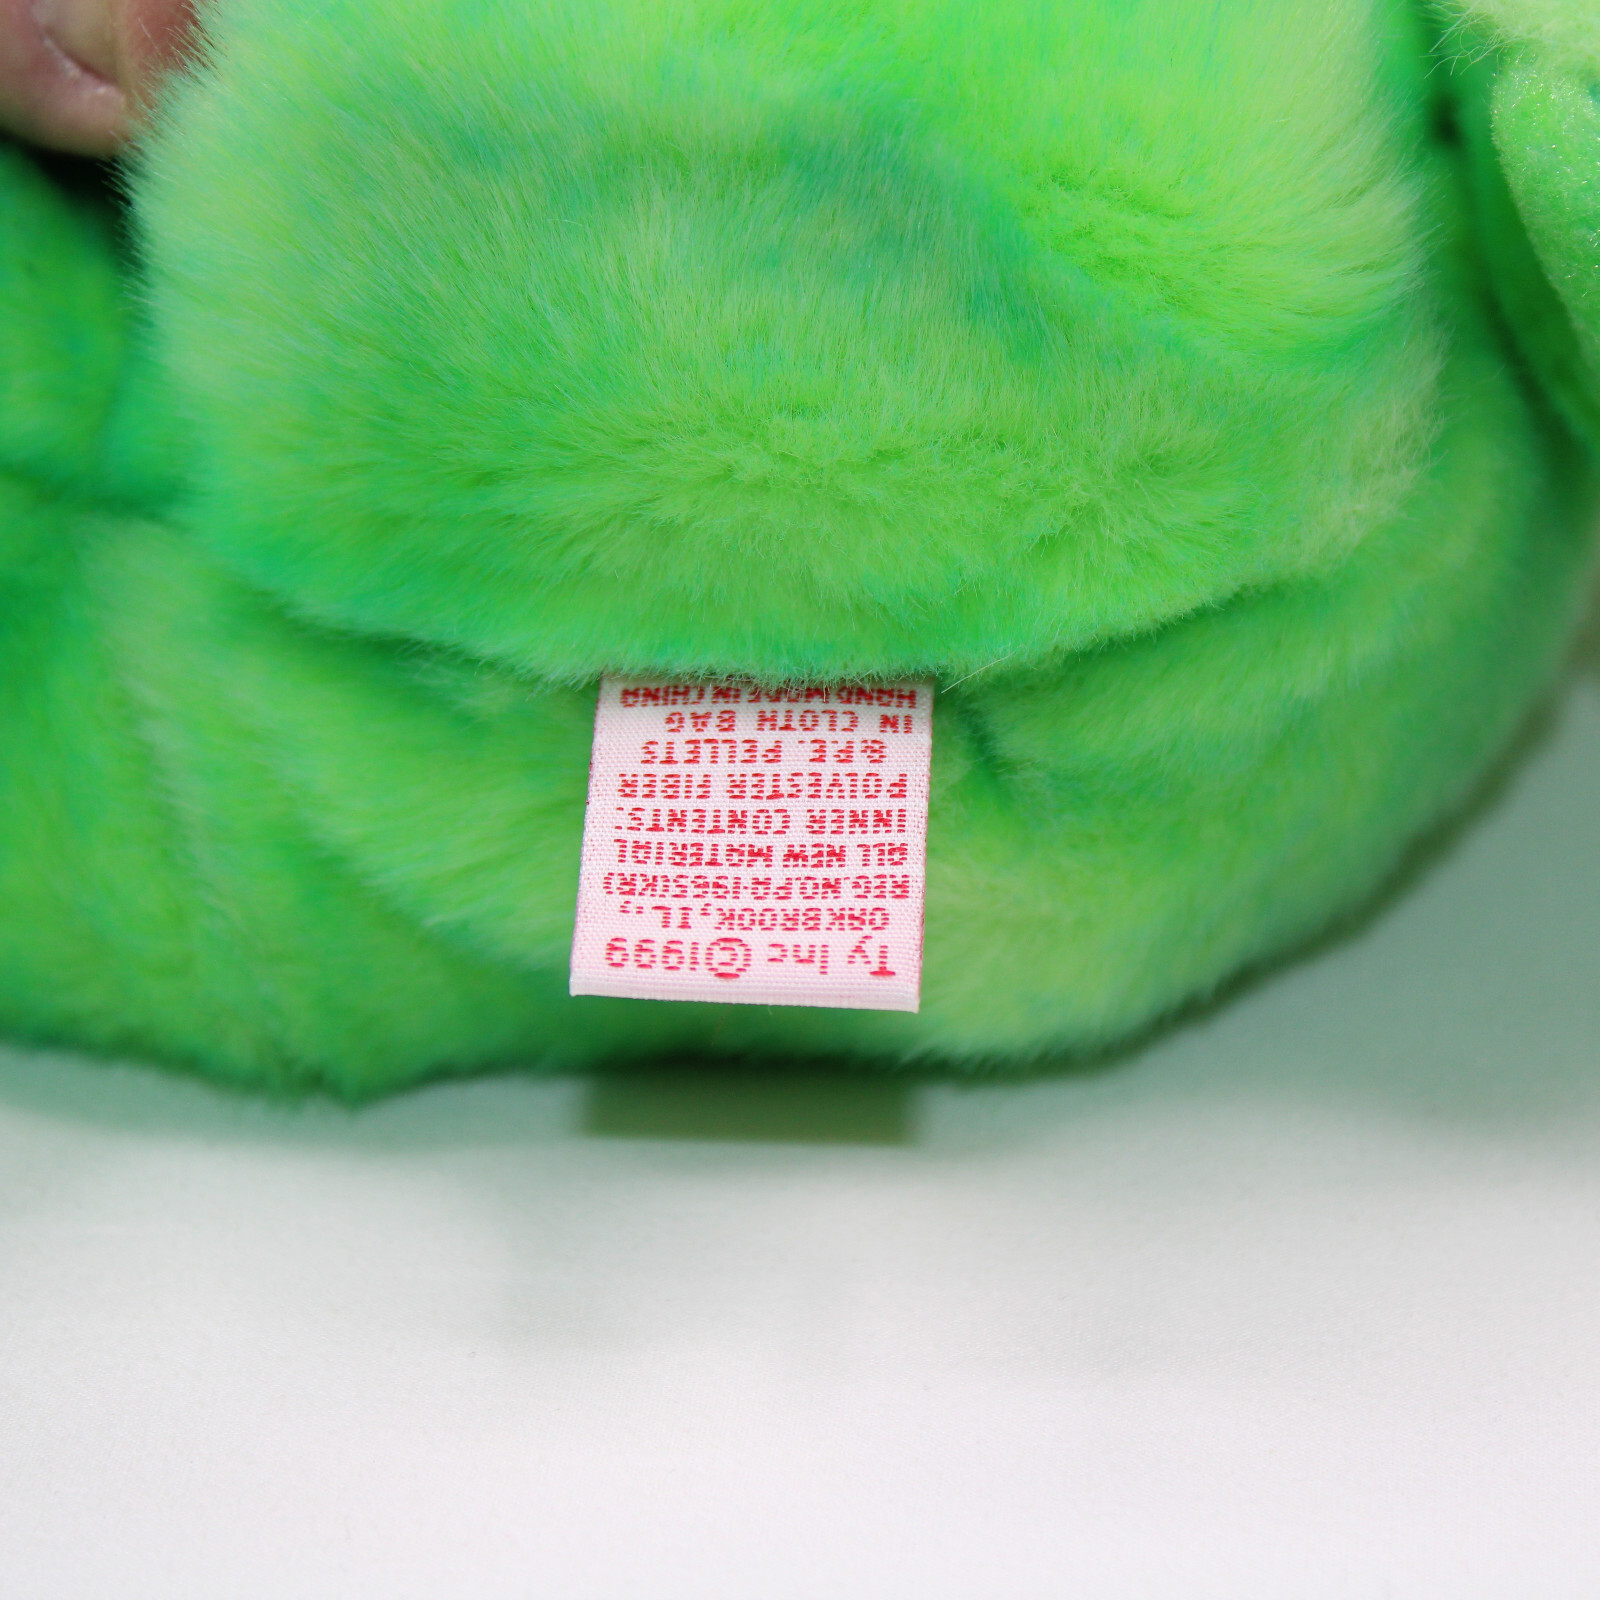 Ty Inc ©1999
OAKBROOK, IL.,
REG.NO.PA-1965(KR)
ALL NEW MATERIAL
INNER CONTENTS:
POLYESTER FIBER
& P.E. PELLETS
IN CLOTH BAG
HAND MADE IN CHINA